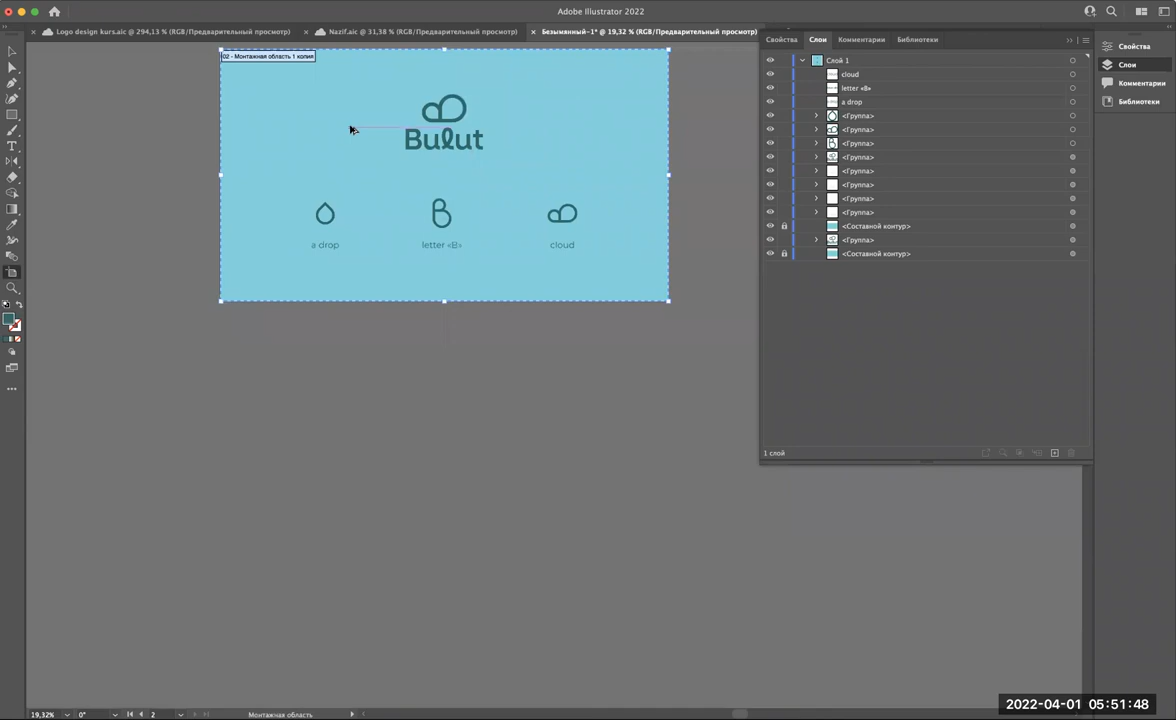 Adobe Illustrator 2022
Logo design kurs.aic @ 294,13 % (RGB/Предварительный просмотр)
Nazif.aic @ 31,38 % (RGB/Предварительный просмотр)
Безымянный-1* @ 19,32 % (RGB/Предварительный просмотр)
02 - Монтажная область 1 копия
Bulut
a drop
letter «B»
cloud
Свойства
Слои
Комментарии
Библиотеки
Слой 1
cloud
letter «B»
a drop
<Группа>
<Группа>
<Группа>
<Группа>
<Группа>
<Группа>
<Группа>
<Группа>
<Составной контур>
<Группа>
<Составной контур>
1 слой
Свойства
Слои
Комментарии
Библиотеки
19,32%
0°
2
Монтажная область
2022-04-01 05:51:48